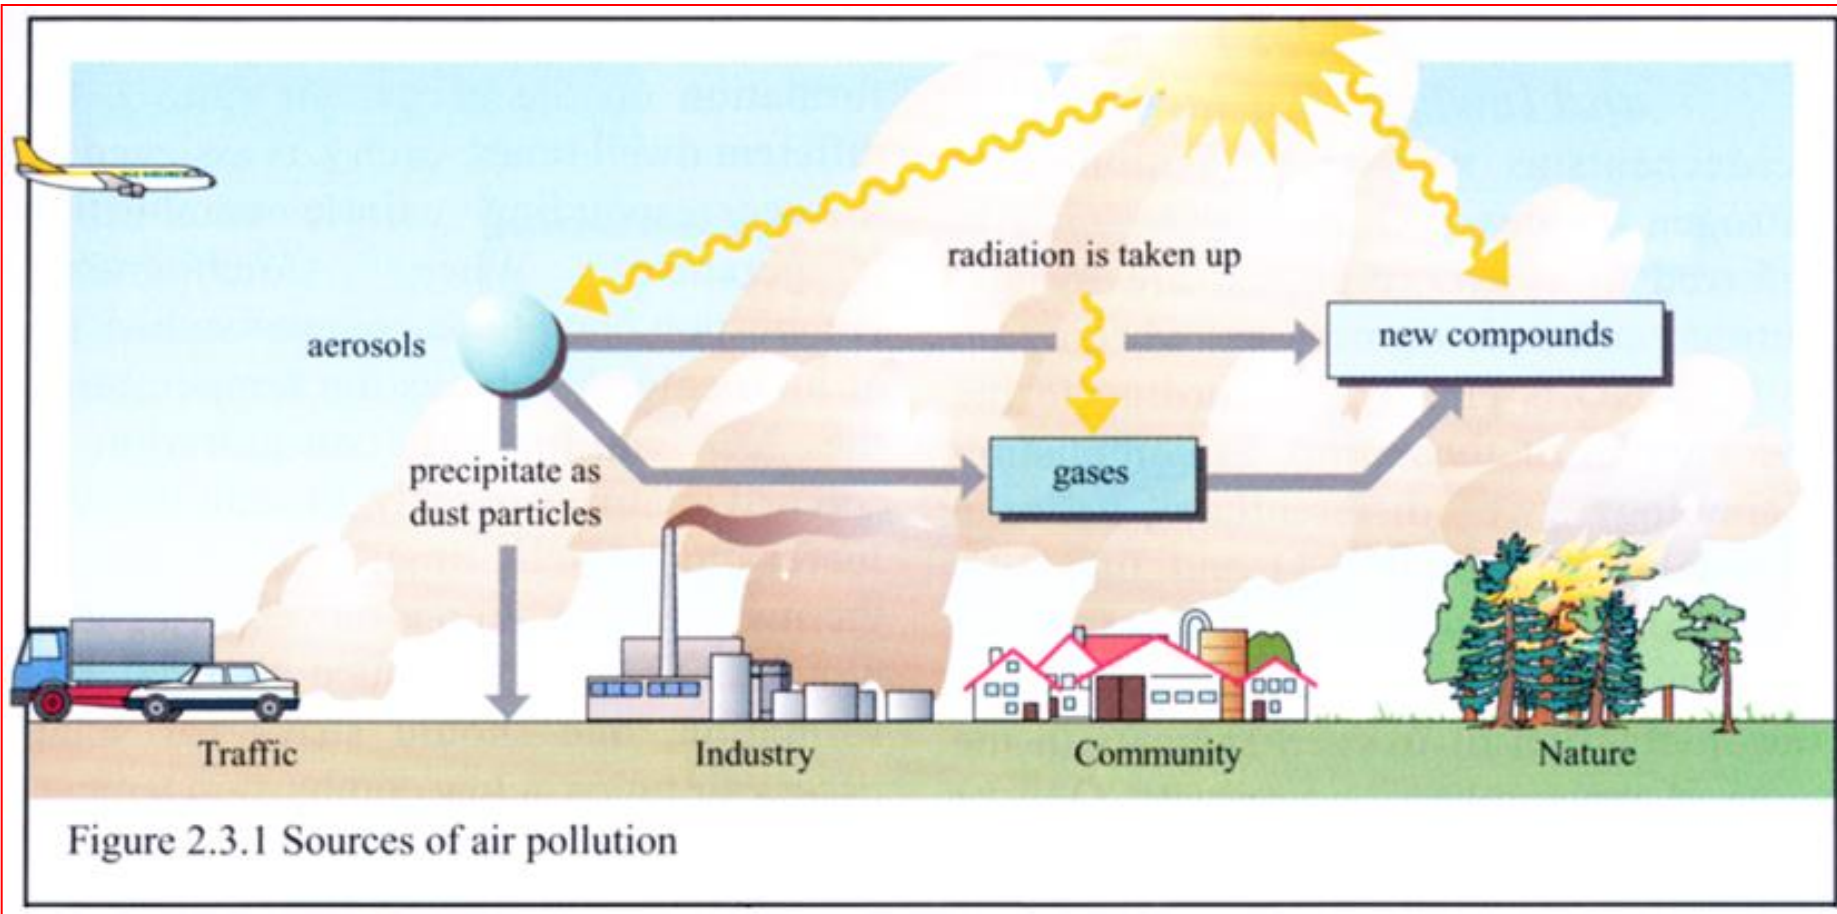 radiation is taken up
aerosols
new compounds
gases
precipitate as
dust particles
Traffic
Industry
Community
Nature
Figure 2.3.1 Sources of air pollution